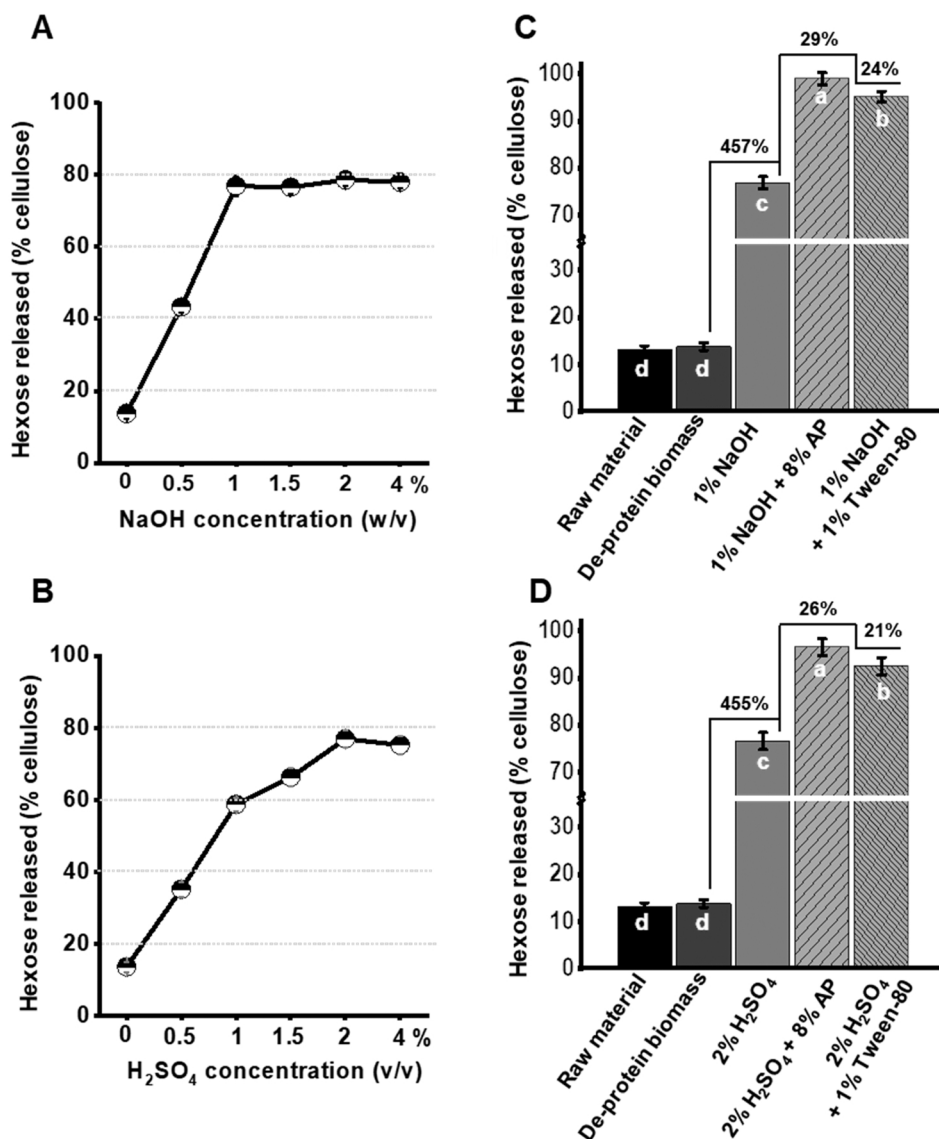 A
Hexose released (% cellulose)
100
80
60
40
20
0
0 0.5 1 1.5 2 4 %
NaOH concentration (w/v)
B
Hexose released (% cellulose)
100
80
60
40
20
0
0 0.5 1 1.5 2 4 %
H₂SO₄ concentration (v/v)
C
Hexose released (% cellulose)
100
90
80
70
30
20
10
0
29%
24%
457%
d
d
c
a
b
Raw material
De-protein biomass
1% NaOH
1% NaOH + 8% AP
1% NaOH
+ 1% Tween-80
D
Hexose released (% cellulose)
100
90
80
70
30
20
10
0
26%
21%
455%
d
d
c
a
b
Raw material
De-protein biomass
2% H₂SO₄
2% H₂SO₄ + 8% AP
2% H₂SO₄
+ 1% Tween-80